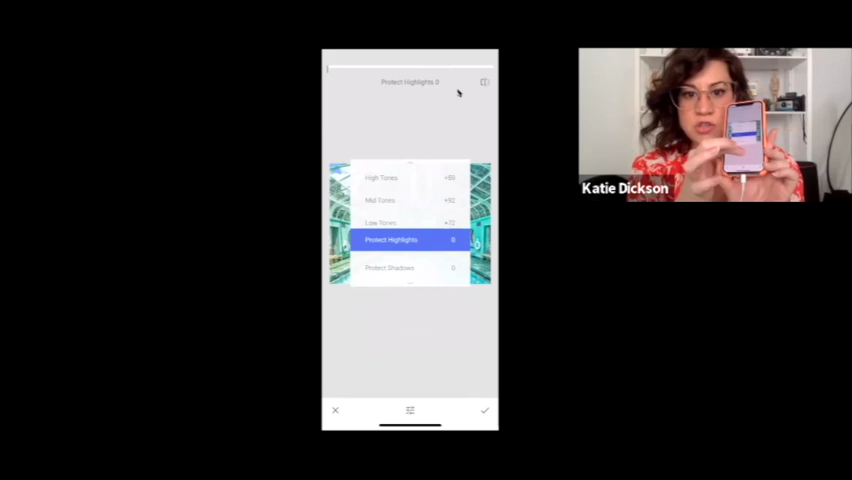 Protect Highlights 0
High Tones +59
Mid Tones +92
Low Tones +72
Protect Highlights 0
Protect Shadows 0
Katie Dickson